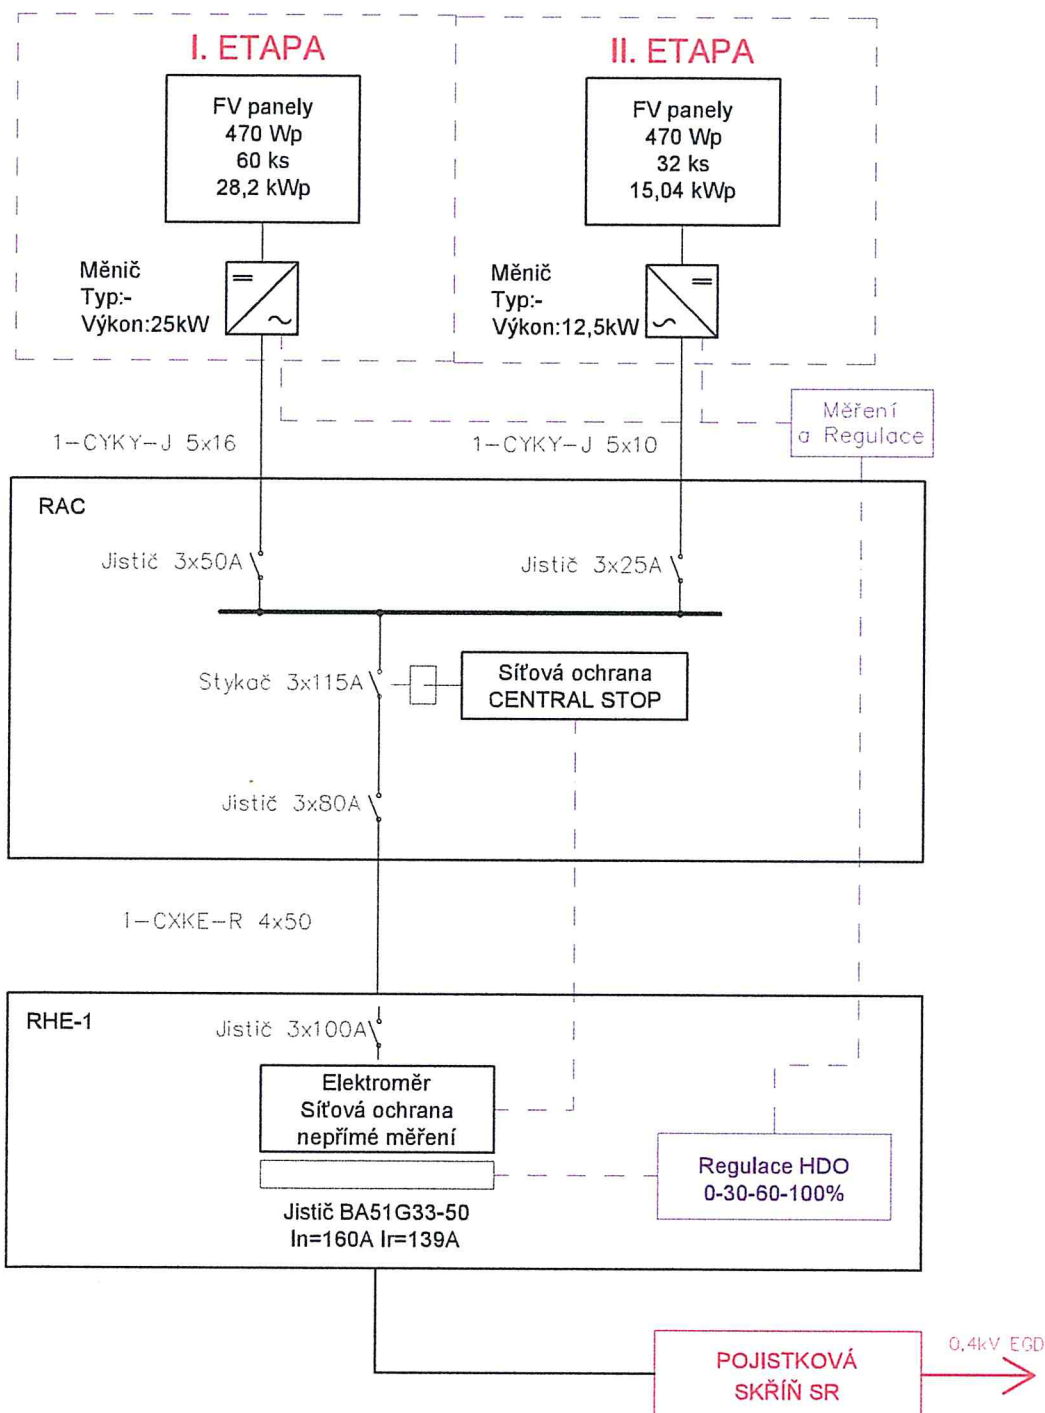 I. ETAPA
II. ETAPA
FV panely
470 Wp
60 ks
28,2 kWp
FV panely
470 Wp
32 ks
15,04 kWp
Měnič
Typ:-
Výkon:25kW
Měnič
Typ:-
Výkon:12,5kW
Měření
a Regulace
1-CYKY-J 5x16
1-CYKY-J 5x10
RAC
Jistič 3x50A
Jistič 3x25A
Stykač 3x115A
Síťová ochrana
CENTRAL STOP
Jistič 3x80A
1-CXKE-R 4x50
RHE-1
Jistič 3x100A
Elektroměr
Síťová ochrana
nepřímé měření
Regulace HDO
0-30-60-100%
Jistič BA51G33-50
In=160A Ir=139A
POJISTKOVÁ
SKŘÍŇ SR
0,4kV EGD